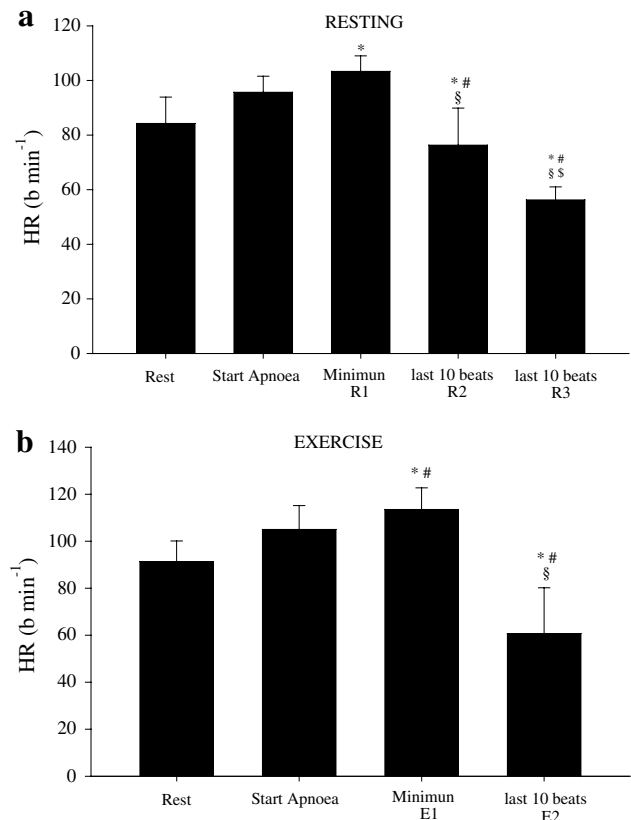 a
RESTING
120
100
80
60
40
20
0
HR (b min-1)
*
* #
§
* #
§ $
Rest
Start Apnoea
Minimun
R1
last 10 beats
R2
last 10 beats
R3
b
EXERCISE
140
120
100
80
60
40
20
0
HR (b min-1)
* #
* #
§
Rest
Start Apnoea
Minimun
E1
last 10 beats
E2